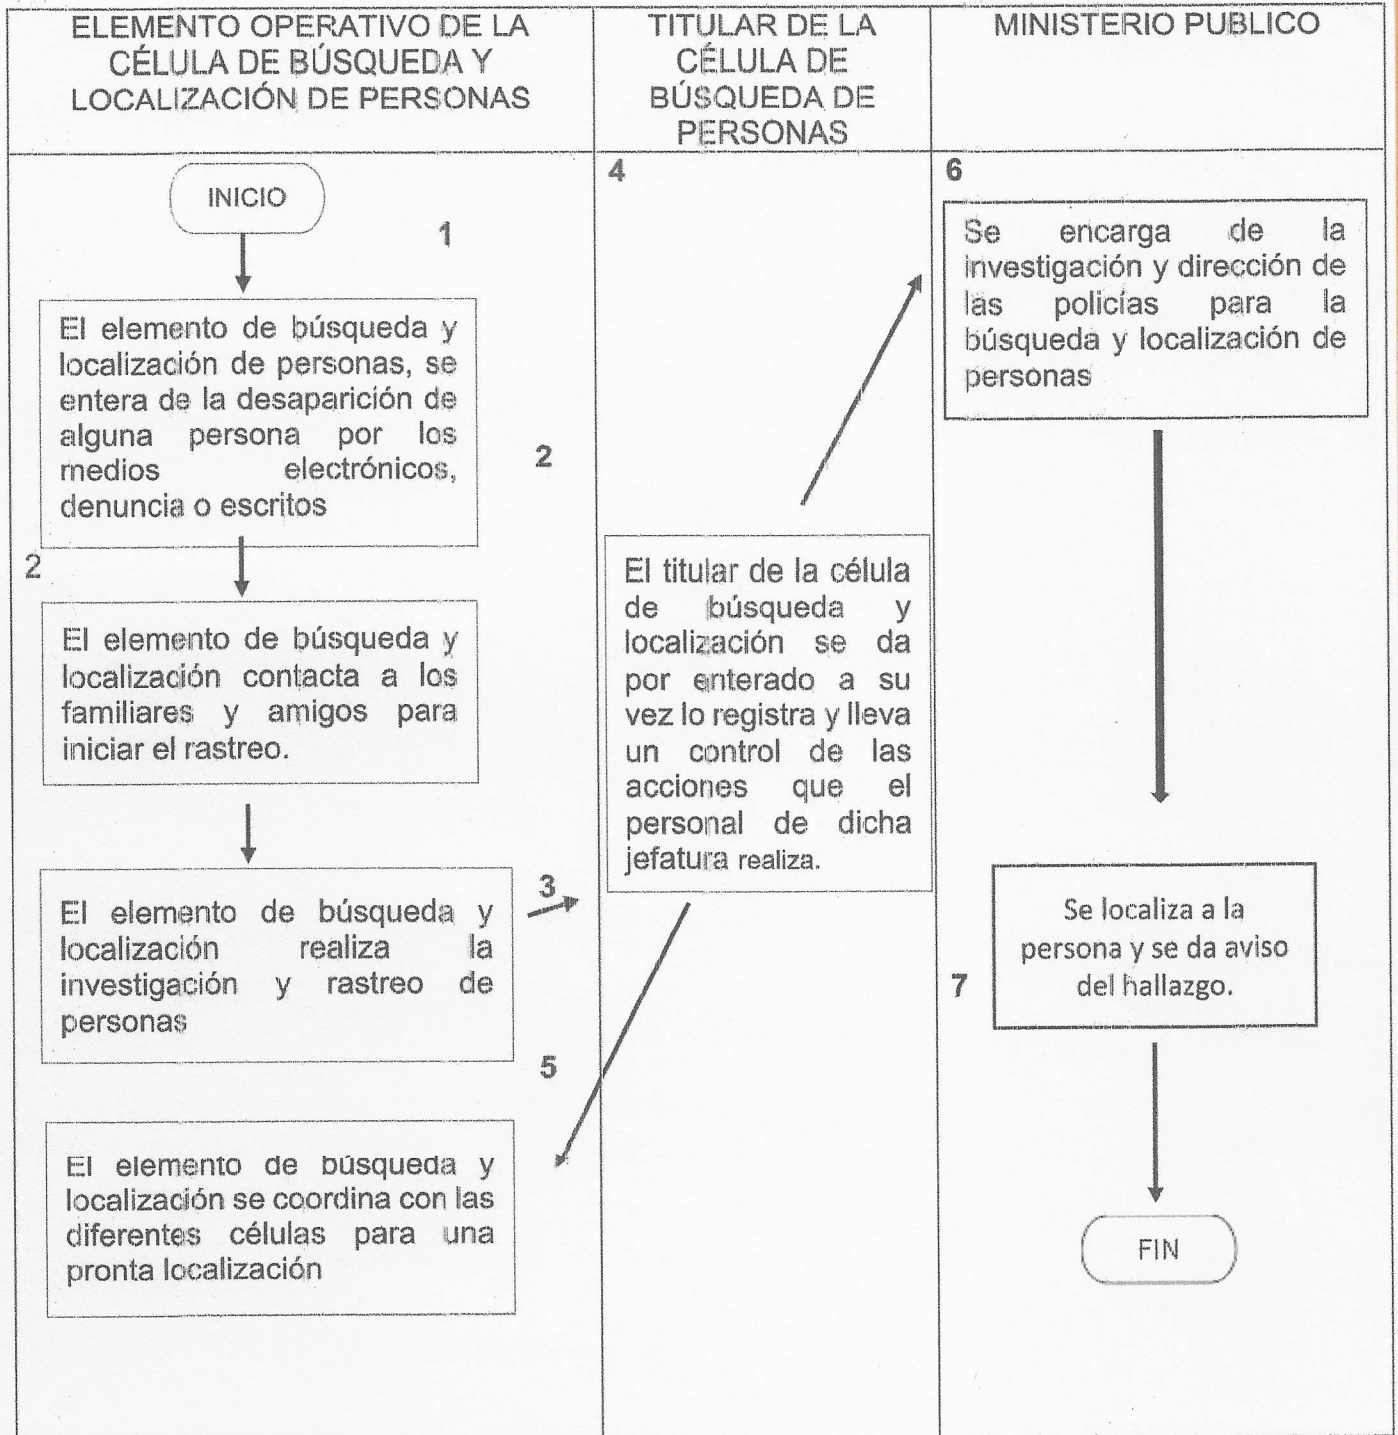 ELEMENTO OPERATIVO DE LA
CÉLULA DE BÚSQUEDA Y
LOCALIZACIÓN DE PERSONAS
TITULAR DE LA
CÉLULA DE
BÚSQUEDA DE
PERSONAS
MINISTERIO PUBLICO
INICIO
1
El elemento de búsqueda y
localización de personas, se
entera de la desaparición de
alguna persona por los
medios electrónicos,
denuncia o escritos
2
2
El elemento de búsqueda y
localización contacta a los
familiares y amigos para
iniciar el rastreo.
El elemento de búsqueda y
localización realiza la
investigación y rastreo de
personas
3
5
El elemento de búsqueda y
localización se coordina con las
diferentes células para una
pronta localización
4
El titular de la célula
de búsqueda y
localización se da
por enterado a su
vez lo registra y lleva
un control de las
acciones que el
personal de dicha
jefatura realiza.
6
Se encarga de la
investigación y dirección de
las policías para la
búsqueda y localización de
personas
7
Se localiza a la
persona y se da aviso
del hallazgo.
FIN